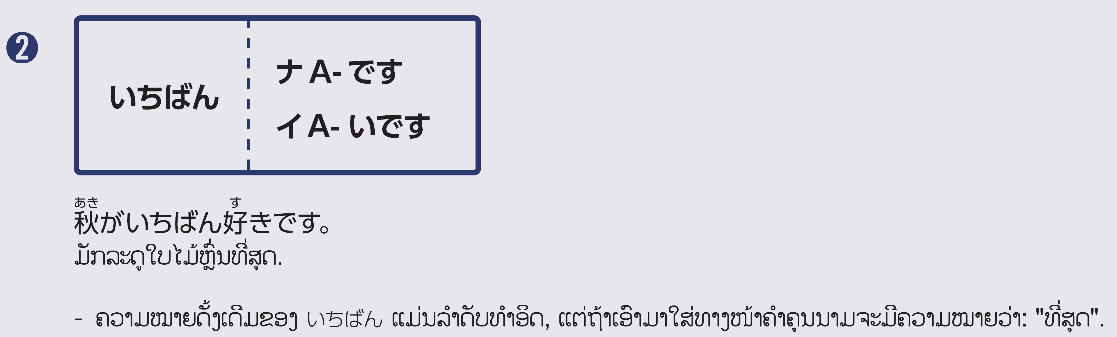 2
いちばん
ナ A- です
イ A- いです
あき す
秋がいちばん好きです。
ມັກລະດູໃບໄມ້ຫຼົ່ນທີ່ສຸດ.
- ຄວາມໝາຍດັ້ງເດີມຂອງ いちばん ແມ່ນລຳດັບທຳອິດ, ແຕ່ຖ້າເອົາມາໃສ່ທາງໜ້າຄຳຄຸນນາມຈະມີຄວາມໝາຍວ່າ: "ທີ່ສຸດ".